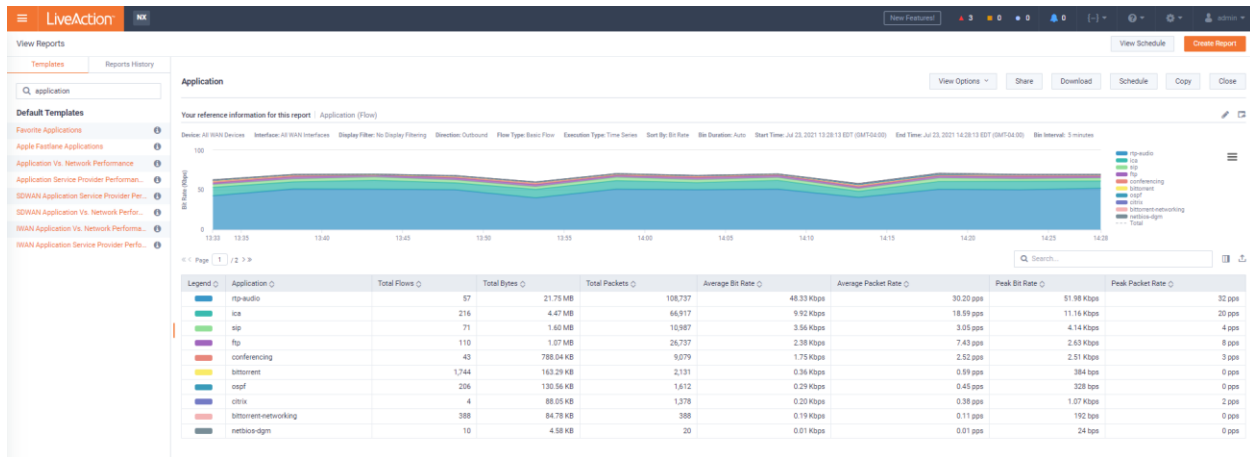 LiveAction NX New Features! 3 0 0 0 admin
View Reports View Schedule Create Report
Templates Reports History
application
Default Templates
Favorite Applications
Apple Fastlane Applications
Application Vs. Network Performance
Application Service Provider Performan...
SDWAN Application Service Provider Per...
SDWAN Application Vs. Network Perfor...
IWAN Application Vs. Network Performa...
IWAN Application Service Provider Perfo...
Application View Options Share Download Schedule Copy Close
Your reference information for this report | Application (Flow)
Device: All WAN Devices Interface: All WAN Interfaces Display Filter: No Display Filtering Direction: Outbound Flow Type: Basic Flow Execution Type: Time Series Sort By: Bit Rate Bin Duration: Auto Start Time: Jul 23, 2021 13:28:13 EDT (GMT-04:00) End Time: Jul 23, 2021 14:28:13 EDT (GMT-04:00) Bin Interval: 5 minutes
Bit Rate (Kbps)
100
50
0
13:33 13:35 13:40 13:45 13:50 13:55 14:00 14:05 14:10 14:15 14:20 14:25 14:28
rtp-audio
ica
sip
ftp
conferencing
bittorrent
ospf
citrix
bittorrent-networking
netbios-dgm
Total
<< Page 1 / 2 > » Search...
Legend Application Total Flows Total Bytes Total Packets Average Bit Rate Average Packet Rate Peak Bit Rate Peak Packet Rate
rtp-audio 57 21.75 MB 108,737 48.33 Kbps 30.20 pps 51.98 Kbps 32 pps
ica 216 4.47 MB 66,917 9.92 Kbps 18.59 pps 11.16 Kbps 20 pps
sip 71 1.60 MB 10,987 3.56 Kbps 3.05 pps 4.14 Kbps 4 pps
ftp 110 1.07 MB 26,737 2.38 Kbps 7.43 pps 2.63 Kbps 8 pps
conferencing 43 788.04 KB 9,079 1.75 Kbps 2.52 pps 2.51 Kbps 3 pps
bittorrent 1,744 163.29 KB 2,131 0.36 Kbps 0.59 pps 384 bps 0 pps
ospf 206 130.56 KB 1,612 0.29 Kbps 0.45 pps 328 bps 0 pps
citrix 4 88.05 KB 1,378 0.20 Kbps 0.38 pps 1.07 Kbps 2 pps
bittorrent-networking 388 84.78 KB 388 0.19 Kbps 0.11 pps 192 bps 0 pps
netbios-dgm 10 4.58 KB 20 0.01 Kbps 0.01 pps 24 bps 0 pps